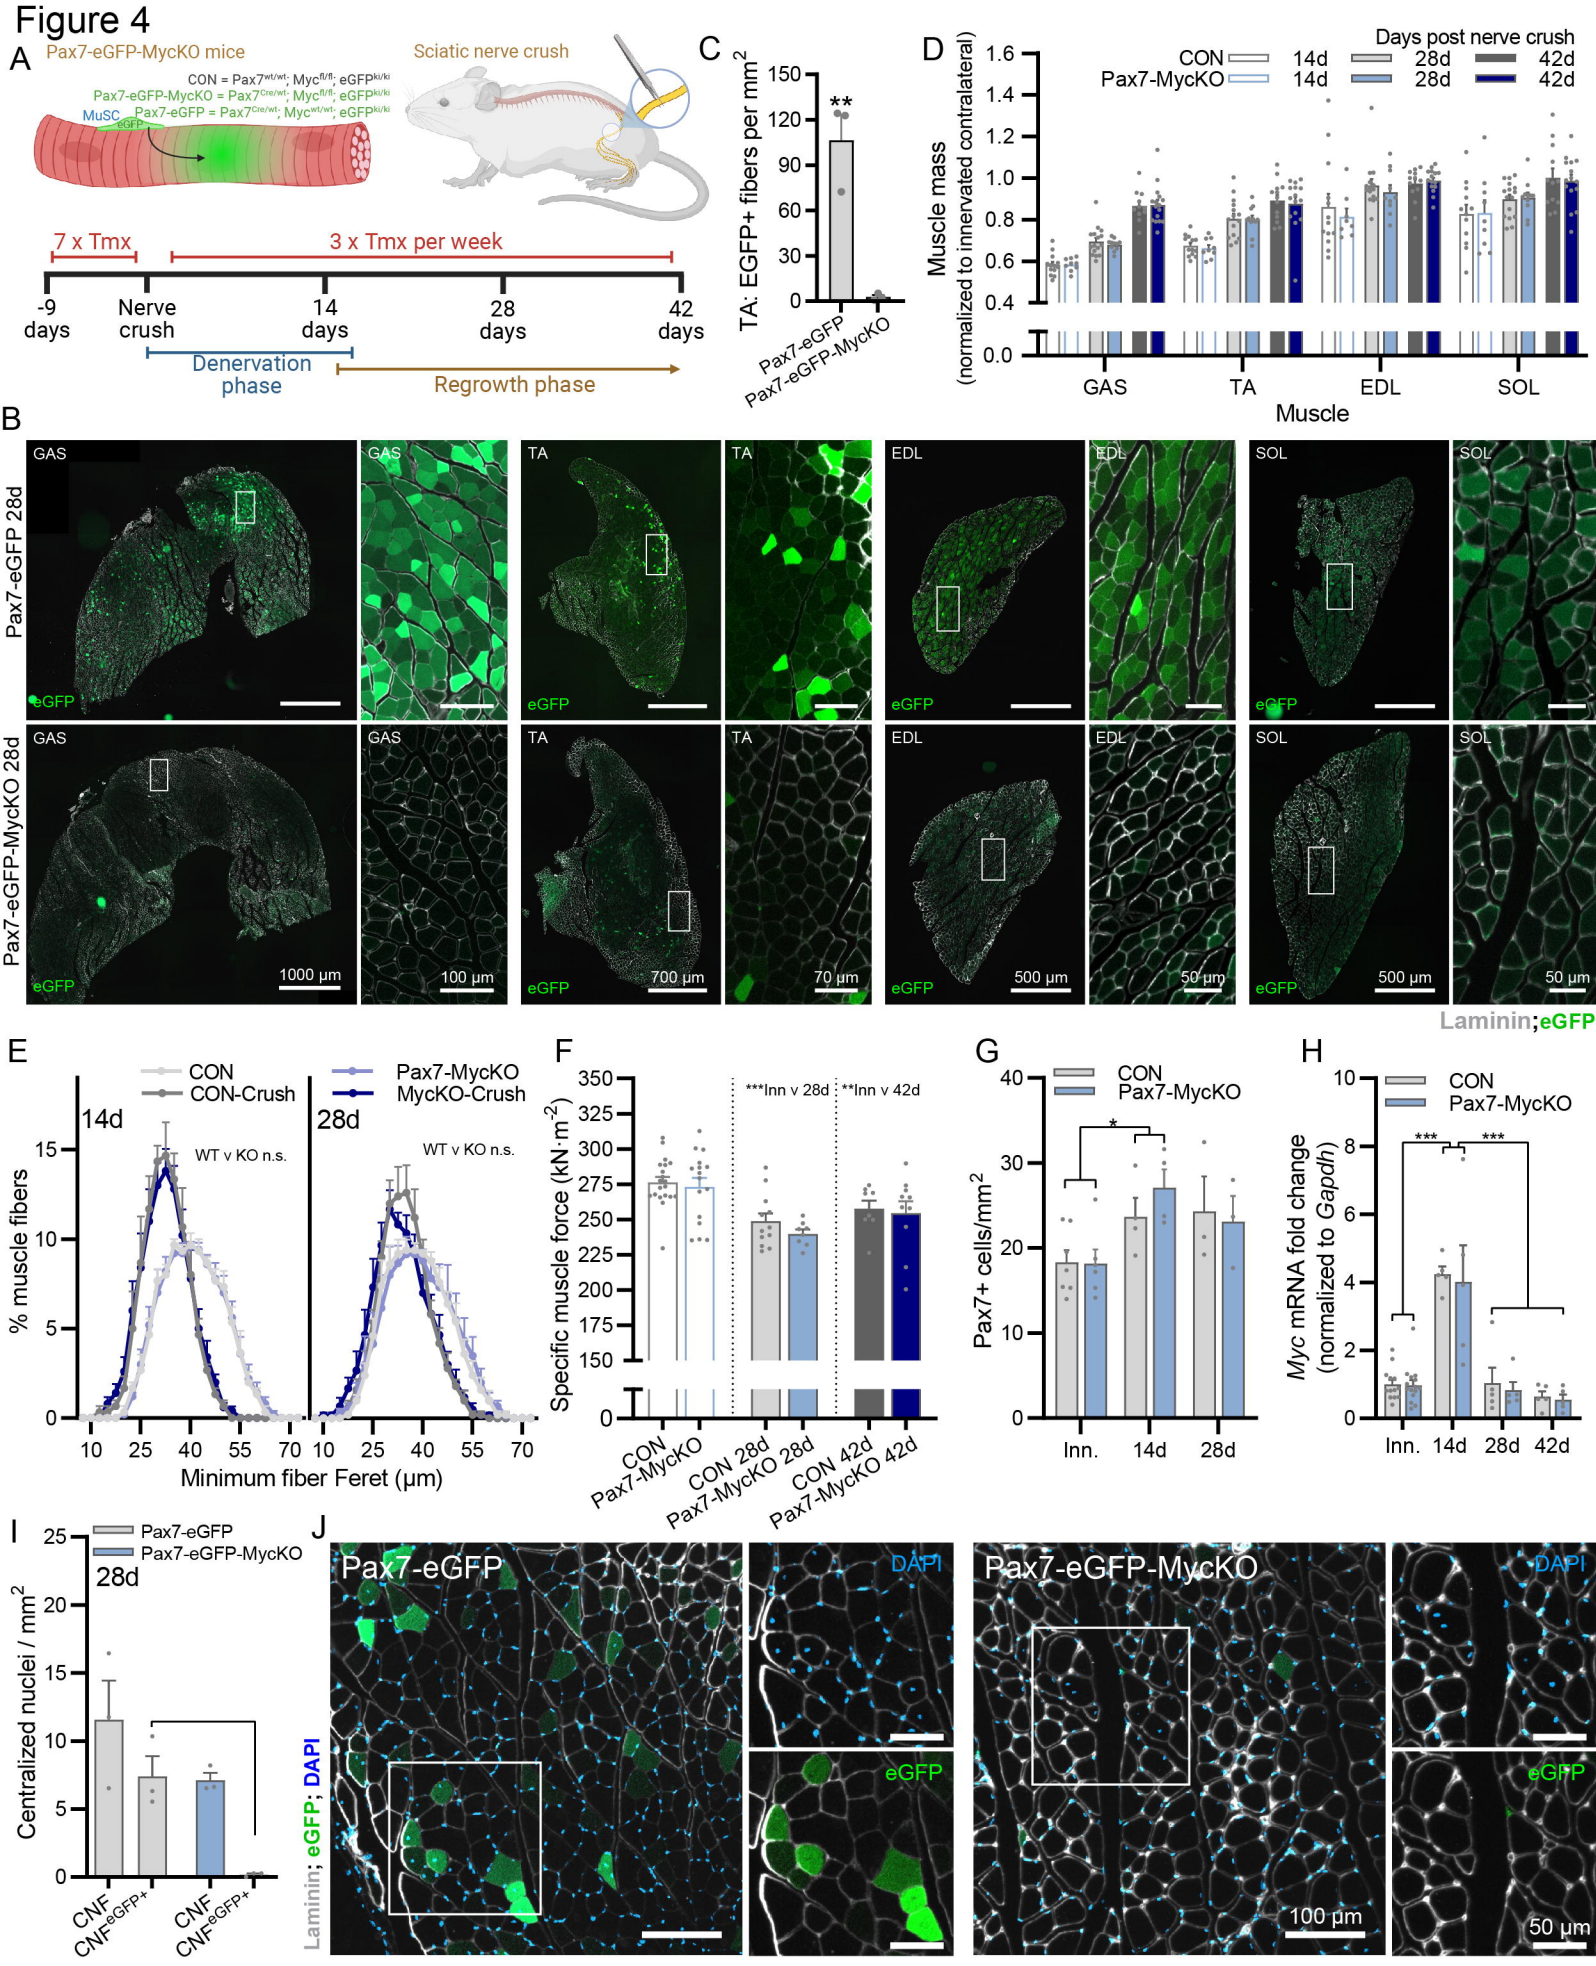 Figure 4
A
Pax7-eGFP-MycKO mice
CON = Pax7wt/wt; Mycfl/fl; eGFPki/ki
Pax7-eGFP-MycKO = Pax7Cre/wt; Mycfl/fl; eGFPki/ki
Pax7-eGFP = Pax7Cre/wt; Mycwt/wt; eGFPki/ki
MuSC
eGFP
Sciatic nerve crush
7 x Tmx
3 x Tmx per week
-9 days
Nerve crush
14 days
28 days
42 days
Denervation phase
Regrowth phase
C
TA: EGFP+ fibers per mm2
150
120
90
60
30
0
**
Pax7-eGFP
Pax7-eGFP-MycKO
D
Days post nerve crush
CON 14d 28d 42d
Pax7-MycKO 14d 28d 42d
Muscle mass
(normalized to innervated contralateral)
1.6
1.4
1.2
1.0
0.8
0.6
0.4
0.0
GAS TA EDL SOL
Muscle
B
Pax7-eGFP 28d
GAS
eGFP
GAS
TA
TA
EDL
eGFP
EDL
SOL
eGFP
SOL
Pax7-eGFP-MycKO 28d
GAS
eGFP
1000 µm
GAS
100 µm
TA
700 µm
TA
70 µm
EDL
eGFP
500 µm
EDL
50 µm
SOL
eGFP
500 µm
SOL
50 µm
Laminin;eGFP
E
CON
CON-Crush
Pax7-MycKO
MycKO-Crush
14d
WT v KO n.s.
28d
WT v KO n.s.
% muscle fibers
15
10
5
0
10 25 40 55 70
10 25 40 55 70
Minimum fiber Feret (µm)
F
Specific muscle force (kN·m-2)
350
325
300
275
250
225
200
175
150
0
***Inn v 28d
**Inn v 42d
CON
Pax7-MycKO
CON 28d
Pax7-MycKO 28d
CON 42d
Pax7-MycKO 42d
G
CON
Pax7-MycKO
Pax7+ cells/mm2
40
30
20
10
0
*
Inn. 14d 28d
H
CON
Pax7-MycKO
Myc mRNA fold change
(normalized to Gapdh)
10
8
6
4
2
0
*** ***
Inn. 14d 28d 42d
I
Pax7-eGFP
Pax7-eGFP-MycKO
28d
Centralized nuclei / mm2
25
20
15
10
5
0
CNF
CNFeGFP+
CNF
CNFeGFP+
J
Laminin; eGFP; DAPI
Pax7-eGFP
DAPI
eGFP
Pax7-eGFP-MycKO
100 µm
DAPI
eGFP
50 µm